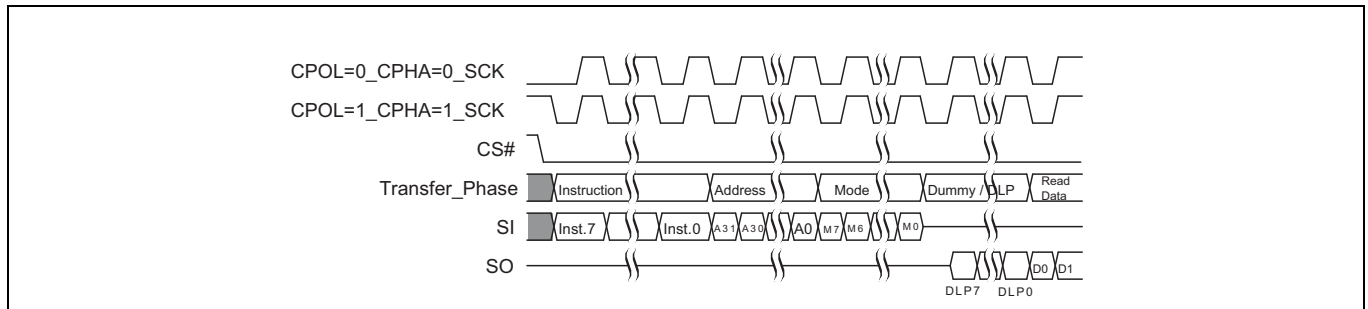 CPOL=0_CPHA=0_SCK
CPOL=1_CPHA=1_SCK
CS#
Transfer_Phase Instruction Address Mode Dummy / DLP Read Data
SI Inst.7 Inst.0 A31 A30 A0 M7 M6 M0
SO D0 D1
DLP7 DLP0